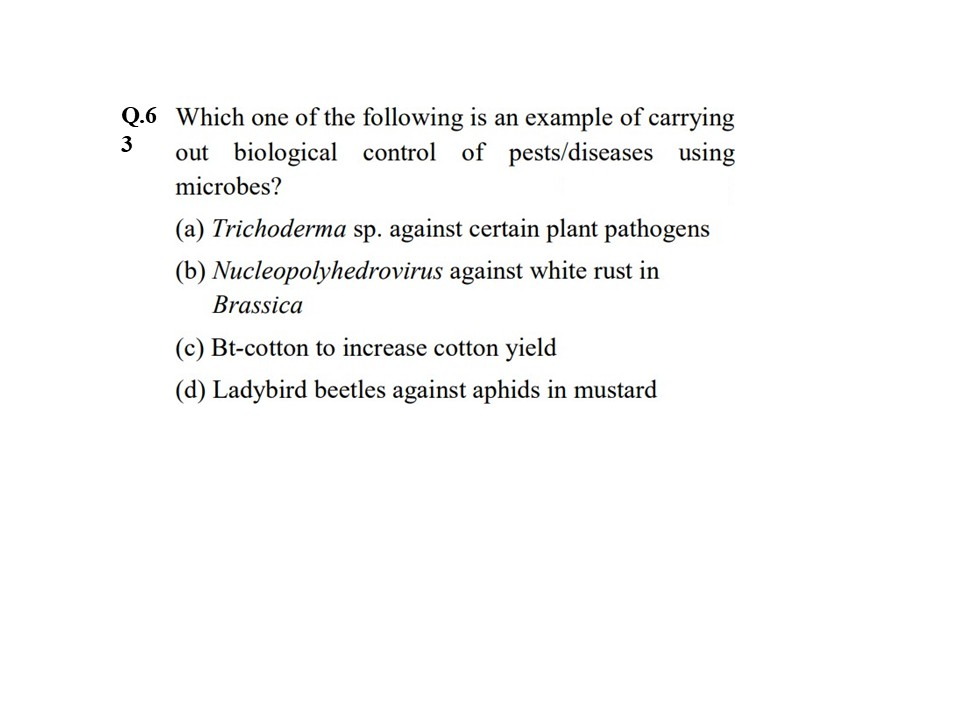 Q.6 Which one of the following is an example of carrying
3 out biological control of pests/diseases using
microbes?
(a) Trichoderma sp. against certain plant pathogens
(b) Nucleopolyhedrovirus against white rust in
Brassica
(c) Bt-cotton to increase cotton yield
(d) Ladybird beetles against aphids in mustard